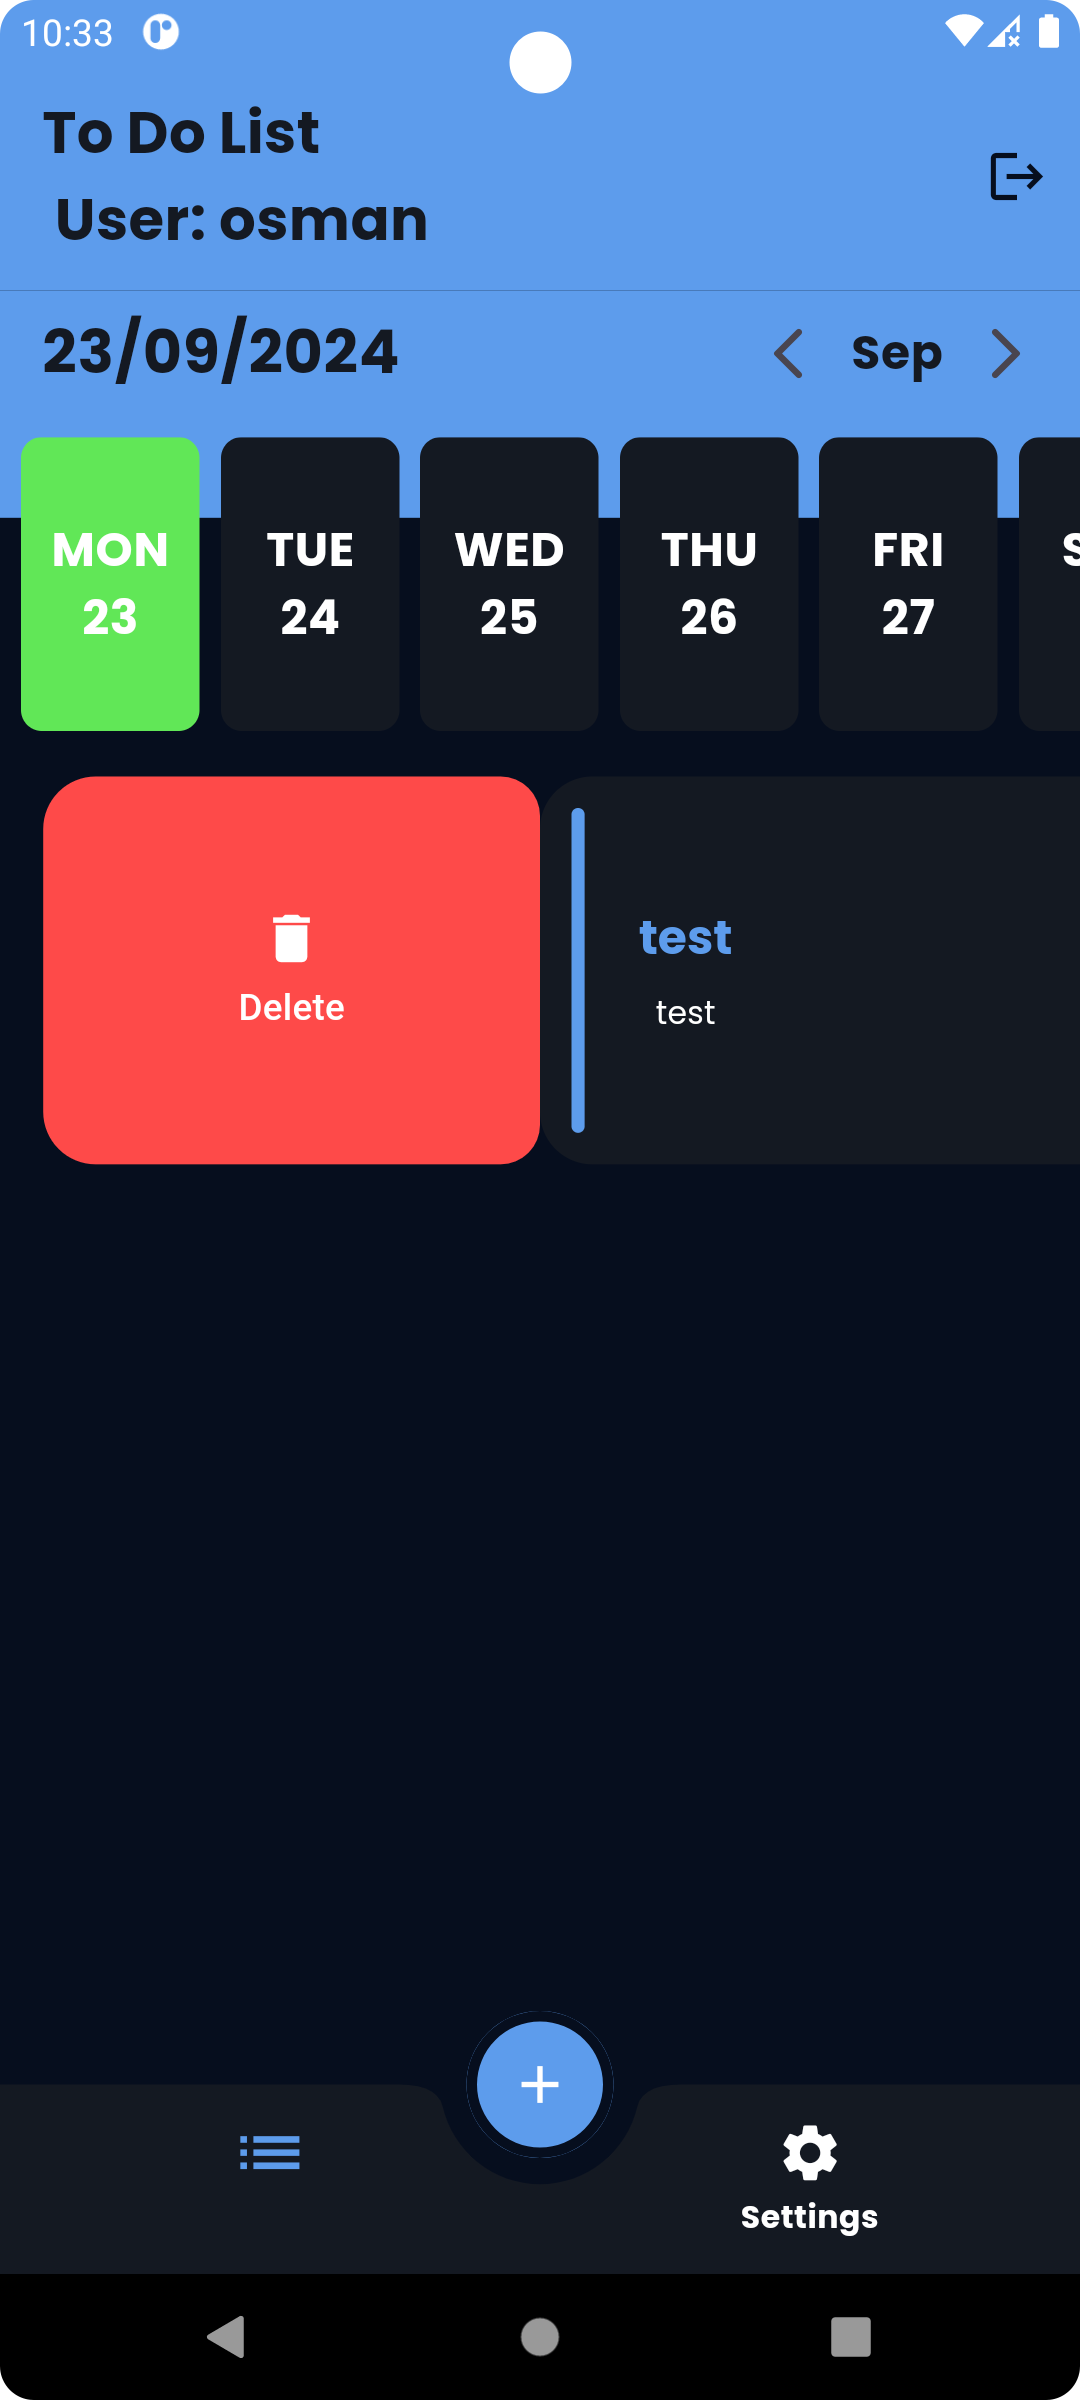 10:33
To Do List
User: osman
23/09/2024
Sep
MON
23
TUE
24
WED
25
THU
26
FRI
27
S
Delete
test
test
Settings